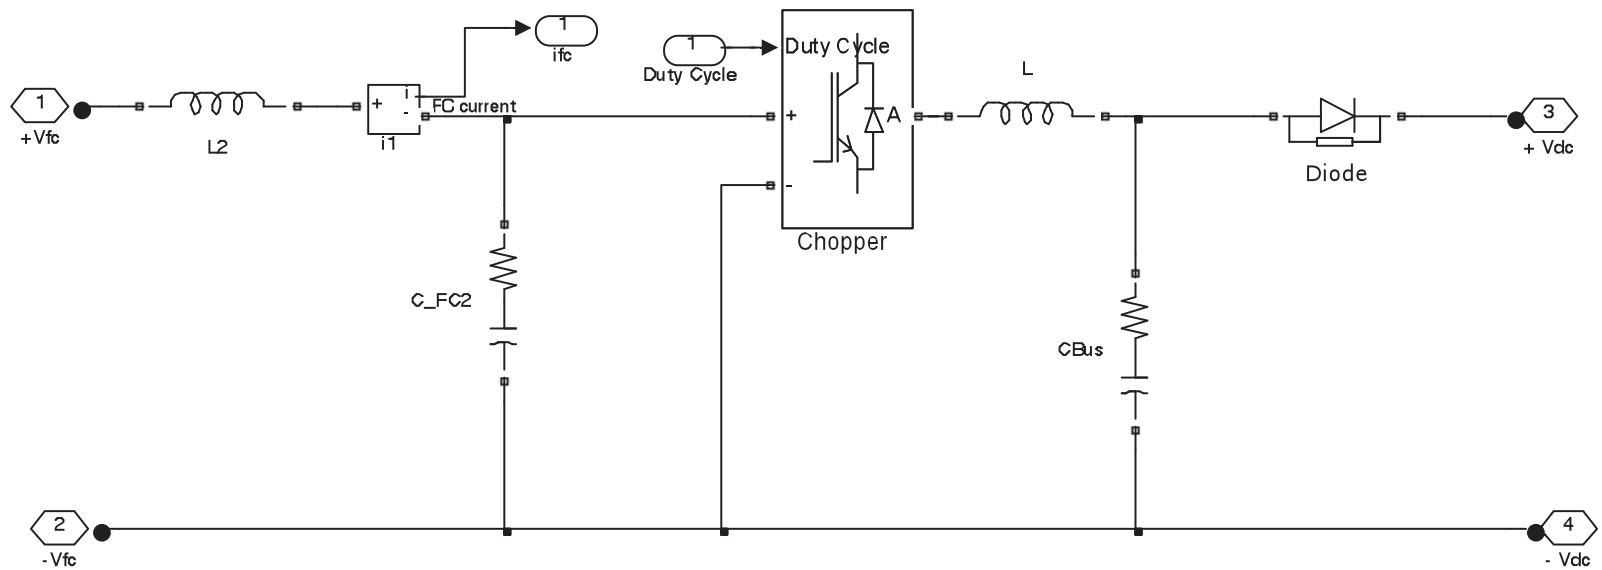 1
ifc
1
Duty Cycle
Duty Cycle
L
1
+Vfc
L2
+
i
-
i1
FC current
+
A
-
Chopper
3
+ Vdc
Diode
C_FC2
CBus
2
-Vfc
4
- Vdc